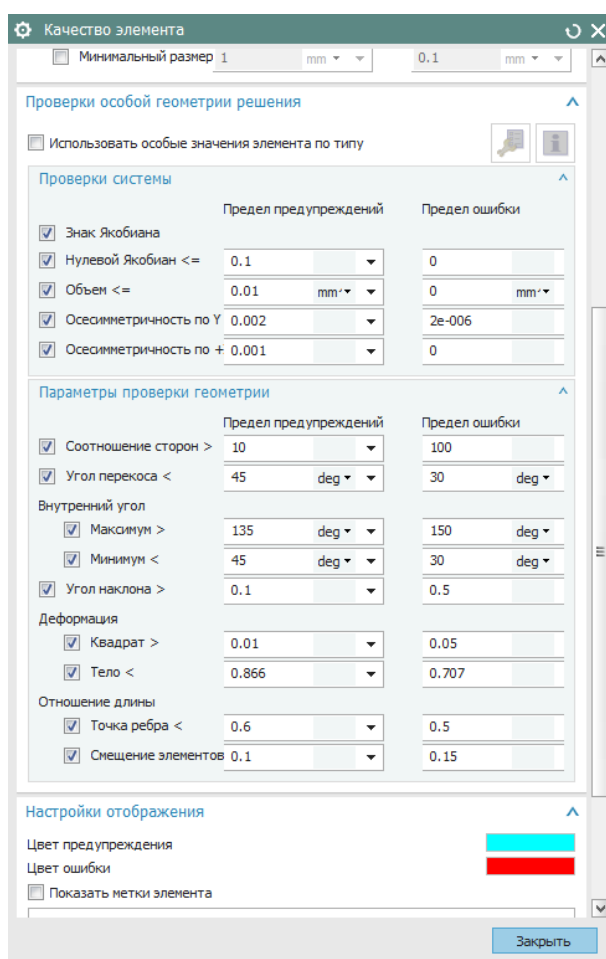 Качество элемента
Минимальный размер 1 mm 0.1 mm
Проверки особой геометрии решения
Использовать особые значения элемента по типу
Проверки системы
Предел предупреждений Предел ошибки
Знак Якобиана
Нулевой Якобиан <= 0.1 0
Объем <= 0.01 0
Осесимметричность по Y 0.002 2e-006
Осесимметричность по + 0.001 0
Параметры проверки геометрии
Предел предупреждений Предел ошибки
Соотношение сторон > 10 100
Угол перекоса < 45 deg 30 deg
Внутренний угол
Максимум > 135 deg 150 deg
Минимум < 45 deg 30 deg
Угол наклона > 0.1 0.5
Деформация
Квадрат > 0.01 0.05
Тело < 0.866 0.707
Отношение длины
Точка ребра < 0.6 0.5
Смещение элементов 0.1 0.15
Настройки отображения
Цвет предупреждения
Цвет ошибки
Показать метки элемента
Закрыть